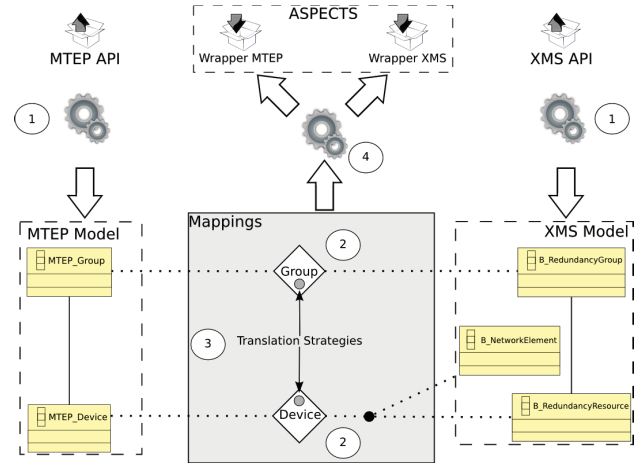 ASPECTS
MTEP API
Wrapper MTEP
Wrapper XMS
XMS API
1
4
1
Mappings
MTEP Model
XMS Model
2
MTEP_Group
Group
B_RedundancyGroup
3
Translation Strategies
B_NetworkElement
MTEP_Device
Device
B_RedundancyResource
2